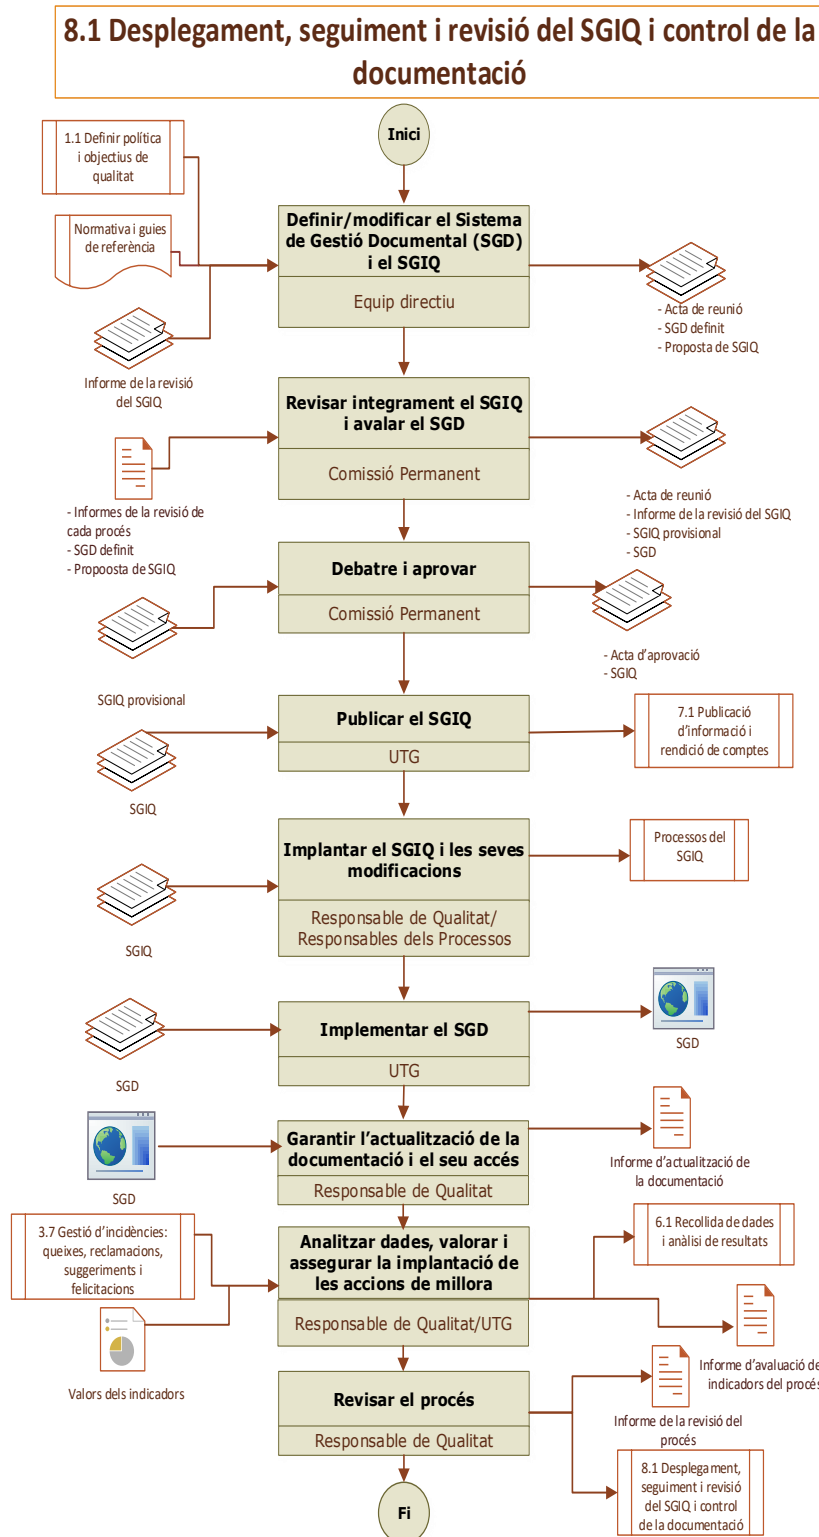 8.1 Desplegament, seguiment i revisió del SGIQ i control de la
documentació
Inici
1.1 Definir política
i objectius de
qualitat
Normativa i guies
de referència
Informe de la revisió
del SGIQ
Definir/modificar el Sistema
de Gestió Documental (SGD)
i el SGIQ
Equip directiu
- Acta de reunió
- SGD definit
- Proposta de SGIQ
Revisar integrament el SGIQ
i avalar el SGD
Comissió Permanent
- Informes de la revisió de
cada procés
- SGD definit
- Propoosta de SGIQ
- Acta de reunió
- Informe de la revisió del SGIQ
- SGIQ provisional
- SGD
Debatre i aprovar
Comissió Permanent
SGIQ provisional
- Acta d'aprovació
- SGIQ
Publicar el SGIQ
UTG
SGIQ
7.1 Publicació
d'informació i
rendició de comptes
Implantar el SGIQ i les seves
modificacions
Responsable de Qualitat/
Responsables dels Processos
SGIQ
Processos del
SGIQ
Implementar el SGD
UTG
SGD
SGD
Garantir l'actualització de la
documentació i el seu accés
Responsable de Qualitat
SGD
Informe d'actualització de
la documentació
3.7 Gestió d'incidències:
queixes, reclamacions,
suggeriments i
felicitacions
Valors dels indicadors
Analitzar dades, valorar i
assegurar la implantació de
les accions de millora
Responsable de Qualitat/UTG
6.1 Recollida de dades
i anàlisi de resultats
Informe d'avaluació de
indicadors del procés
Revisar el procés
Responsable de Qualitat
Informe de la revisió del
procés
8.1 Desplegament,
seguiment i revisió
del SGIQ i control
de la documentació
Fi